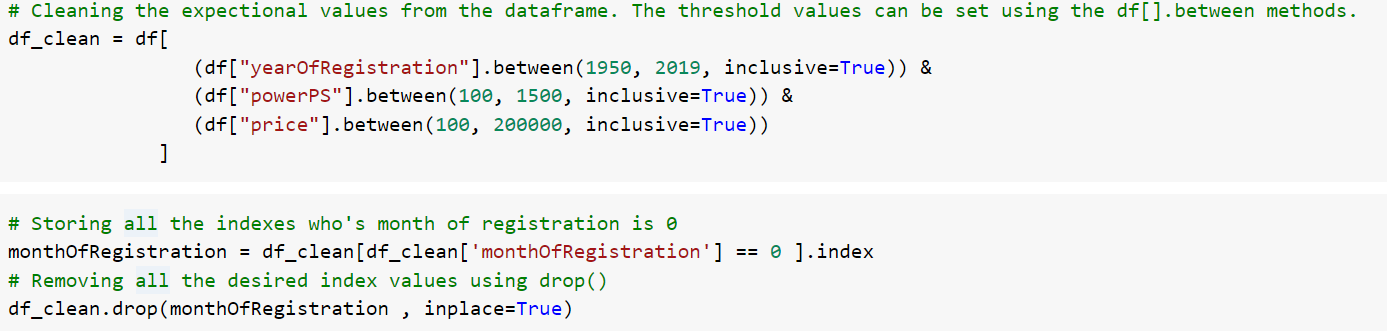 # Cleaning the expectional values from the dataframe. The threshold values can be set using the df[].between methods.
df_clean = df[
(df["yearOfRegistration"].between(1950, 2019, inclusive=True)) &
(df["powerPS"].between(100, 1500, inclusive=True)) &
(df["price"].between(100, 200000, inclusive=True))
]
# Storing all the indexes who's month of registration is 0
monthOfRegistration = df_clean[df_clean['monthOfRegistration'] == 0 ].index
# Removing all the desired index values using drop()
df_clean.drop(monthOfRegistration , inplace=True)